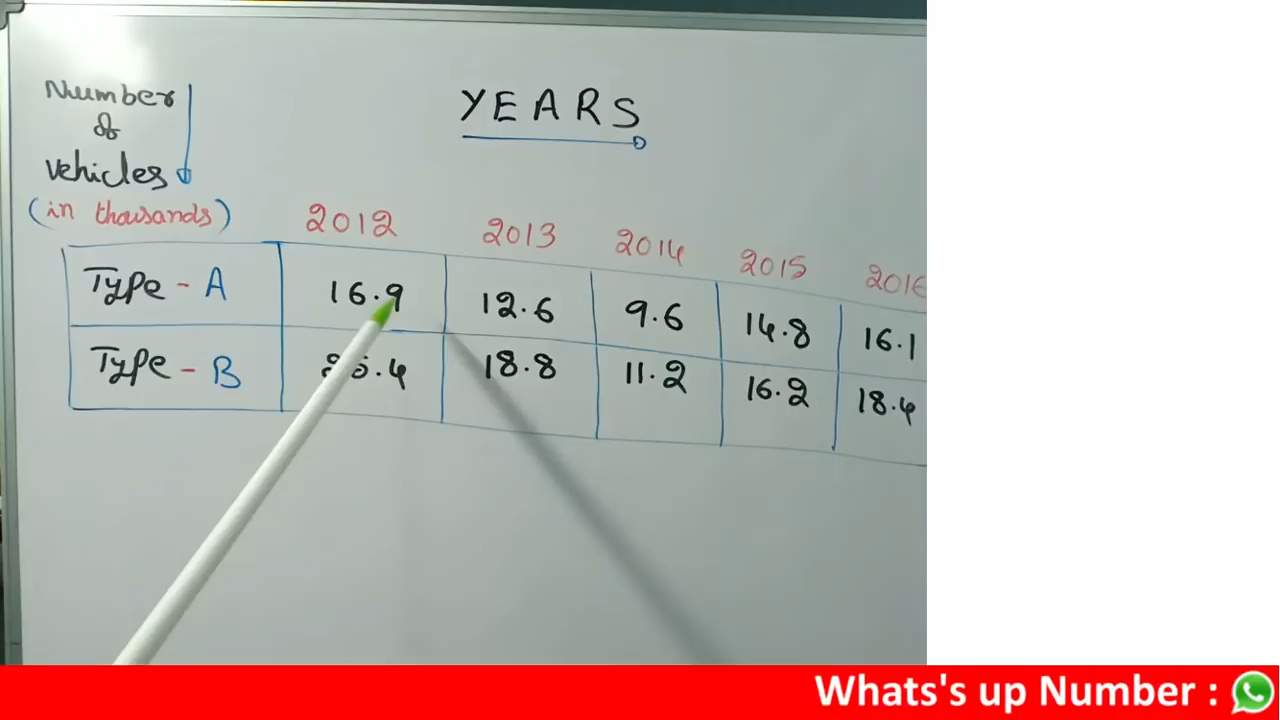 Number
of
vehicles
(in thousands)
YEARS
2012 2013 2014 2015 2016
Type - A 16.9 12.6 9.6 14.8 16.1
Type - B 18.8 11.2 16.2 18.4
Whats's up Number :